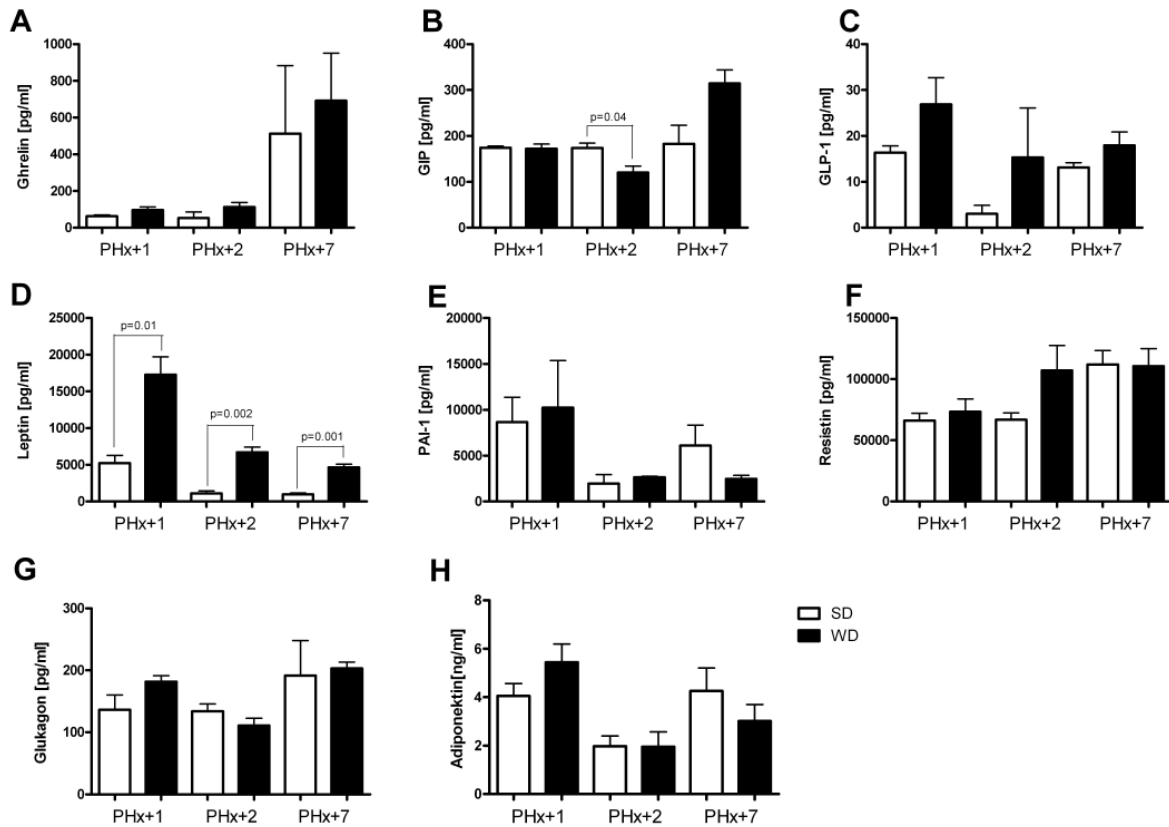 A
Ghrelin [pg/ml]
1000
800
600
400
200
0
PHx+1 PHx+2 PHx+7
B
GIP [pg/ml]
400
300
200
100
0
p=0.04
PHx+1 PHx+2 PHx+7
C
GLP-1 [pg/ml]
40
30
20
10
0
PHx+1 PHx+2 PHx+7
D
Leptin [pg/ml]
25000
20000
15000
10000
5000
0
p=0.01
p=0.002
p=0.001
PHx+1 PHx+2 PHx+7
E
PAI-1 [pg/ml]
20000
15000
10000
5000
0
PHx+1 PHx+2 PHx+7
F
Resistin [pg/ml]
150000
100000
50000
0
PHx+1 PHx+2 PHx+7
G
Glukagon [pg/ml]
300
200
100
0
PHx+1 PHx+2 PHx+7
H
Adiponektin[ng/ml]
8
6
4
2
0
PHx+1 PHx+2 PHx+7
SD
WD